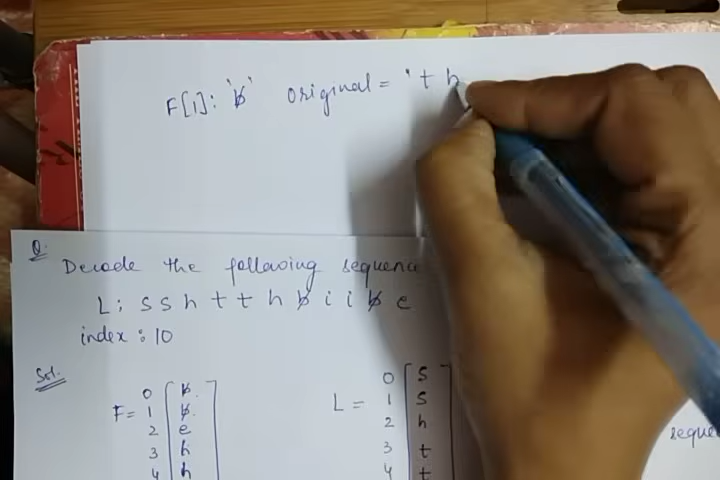 F[1]: 'ƀ' original = 't h
Q:
Decode the following sequence
L: s s h t t h ƀ i i ƀ e
index : 10
Sol.
F =
0 ƀ
1 ƀ
2 e
3 h
4 h
L =
0 s
1 s
2 h
3 t
4 t